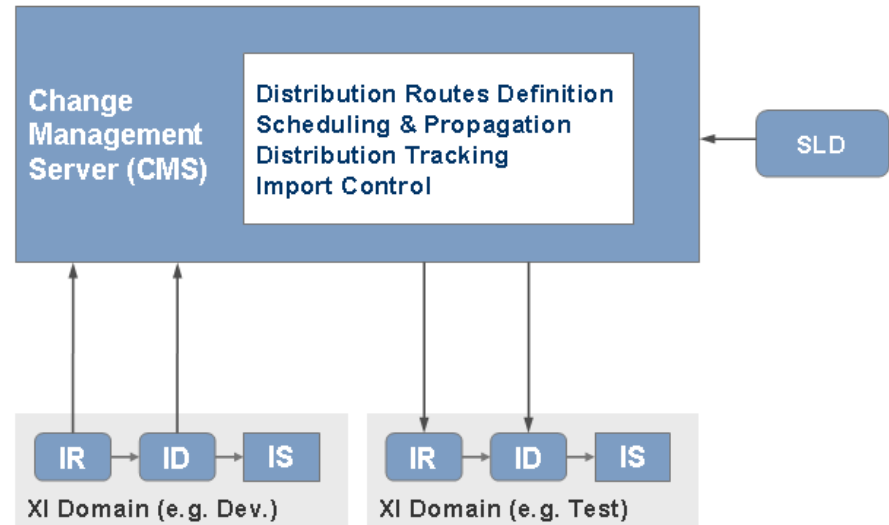 Change
Management
Server (CMS)
Distribution Routes Definition
Scheduling & Propagation
Distribution Tracking
Import Control
SLD
IR
ID
IS
XI Domain (e.g. Dev.)
IR
ID
IS
XI Domain (e.g. Test)